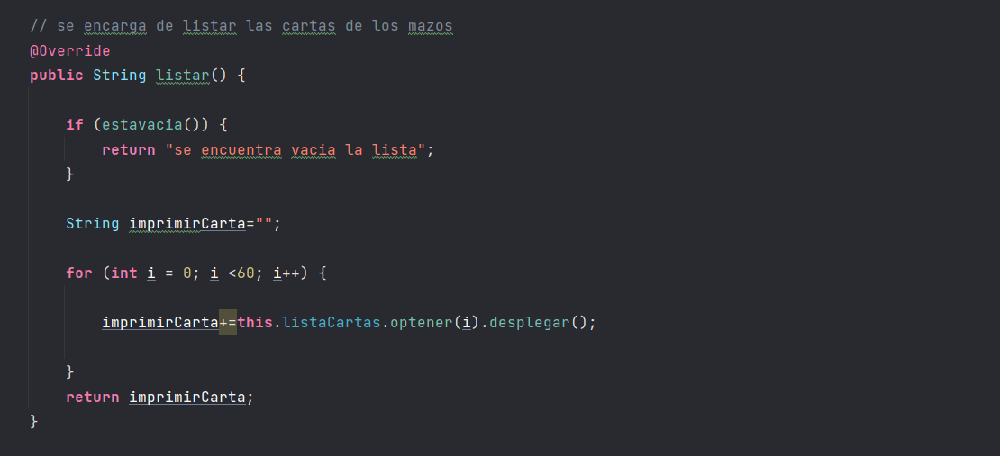 // se encarga de listar las cartas de los mazos
@Override
public String listar() {
if (estavacia()) {
return "se encuentra vacia la lista";
}
String imprimirCarta="";
for (int i = 0; i <60; i++) {
imprimirCarta+=this.listaCartas.optener(i).desplegar();
}
return imprimirCarta;
}